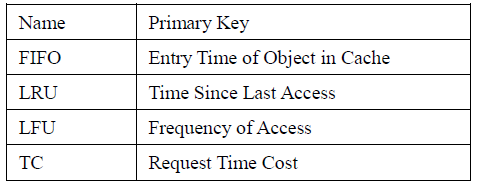 Name Primary Key
FIFO Entry Time of Object in Cache
LRU Time Since Last Access
LFU Frequency of Access
TC Request Time Cost